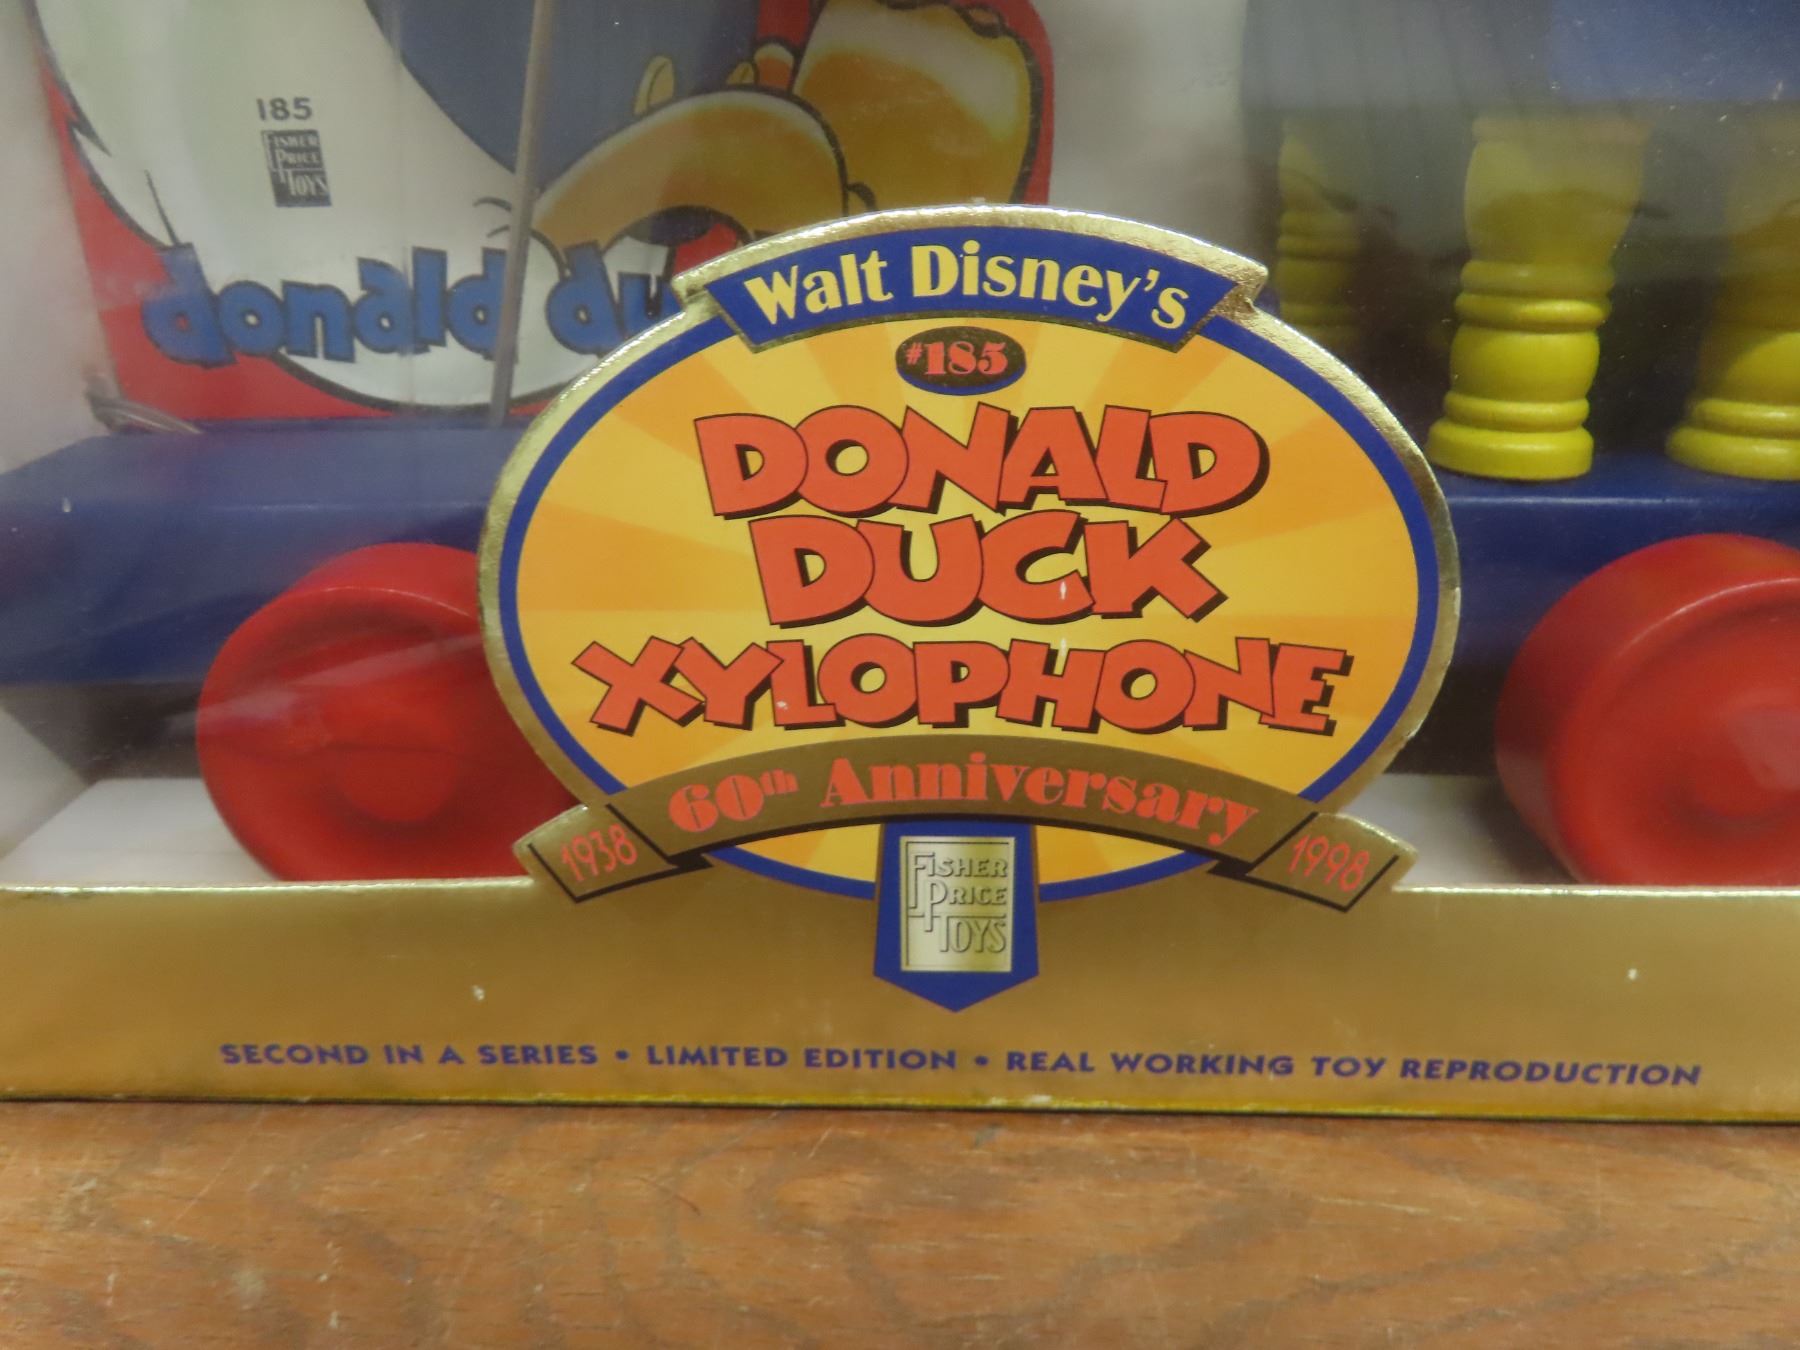 185
FISHER
PRICE
TOYS
donald du
Walt Disney's
#185
DONALD
DUCK
XYLOPHONE
60th Anniversary
1938
1998
FISHER
PRICE
TOYS
SECOND IN A SERIES • LIMITED EDITION • REAL WORKING TOY REPRODUCTION